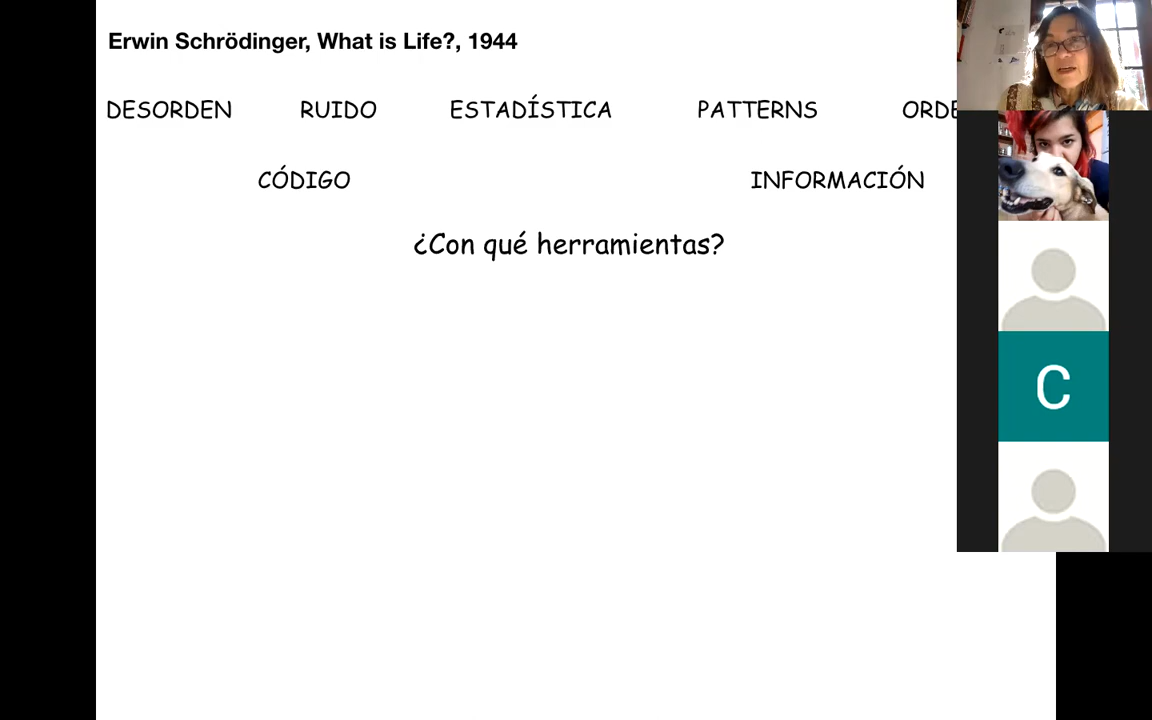 Erwin Schrödinger, What is Life?, 1944
DESORDEN RUIDO ESTADÍSTICA PATTERNS
CÓDIGO INFORMACIÓN
¿Con qué herramientas?
C